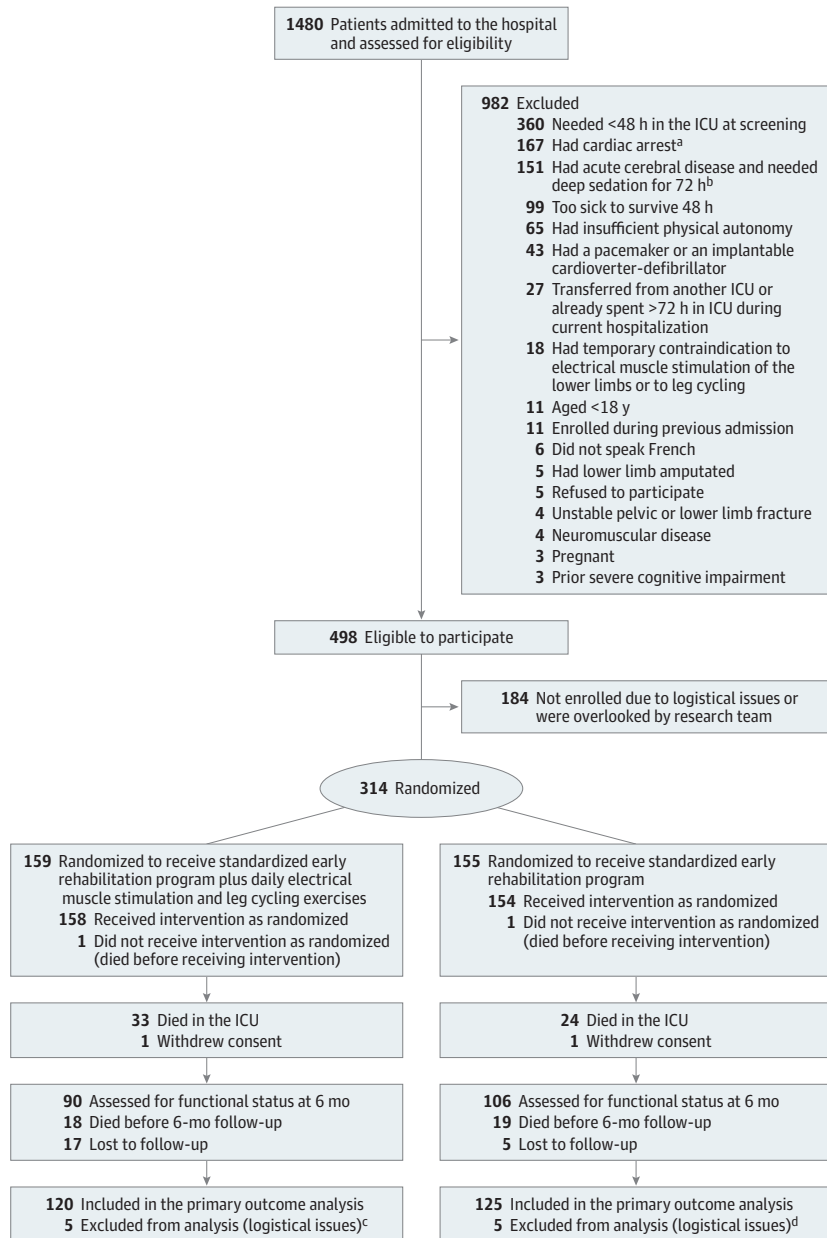 1480 Patients admitted to the hospital
and assessed for eligibility
982 Excluded
360 Needed <48 h in the ICU at screening
167 Had cardiac arrestᵃ
151 Had acute cerebral disease and needed
deep sedation for 72 hᵇ
99 Too sick to survive 48 h
65 Had insufficient physical autonomy
43 Had a pacemaker or an implantable
cardioverter-defibrillator
27 Transferred from another ICU or
already spent >72 h in ICU during
current hospitalization
18 Had temporary contraindication to
electrical muscle stimulation of the
lower limbs or to leg cycling
11 Aged <18 y
11 Enrolled during previous admission
6 Did not speak French
5 Had lower limb amputated
5 Refused to participate
4 Unstable pelvic or lower limb fracture
4 Neuromuscular disease
3 Pregnant
3 Prior severe cognitive impairment
498 Eligible to participate
184 Not enrolled due to logistical issues or
were overlooked by research team
314 Randomized
159 Randomized to receive standardized early
rehabilitation program plus daily electrical
muscle stimulation and leg cycling exercises
158 Received intervention as randomized
1 Did not receive intervention as randomized
(died before receiving intervention)
155 Randomized to receive standardized early
rehabilitation program
154 Received intervention as randomized
1 Did not receive intervention as randomized
(died before receiving intervention)
33 Died in the ICU
1 Withdrew consent
24 Died in the ICU
1 Withdrew consent
90 Assessed for functional status at 6 mo
18 Died before 6-mo follow-up
17 Lost to follow-up
106 Assessed for functional status at 6 mo
19 Died before 6-mo follow-up
5 Lost to follow-up
120 Included in the primary outcome analysis
5 Excluded from analysis (logistical issues)ᶜ
125 Included in the primary outcome analysis
5 Excluded from analysis (logistical issues)ᵈ